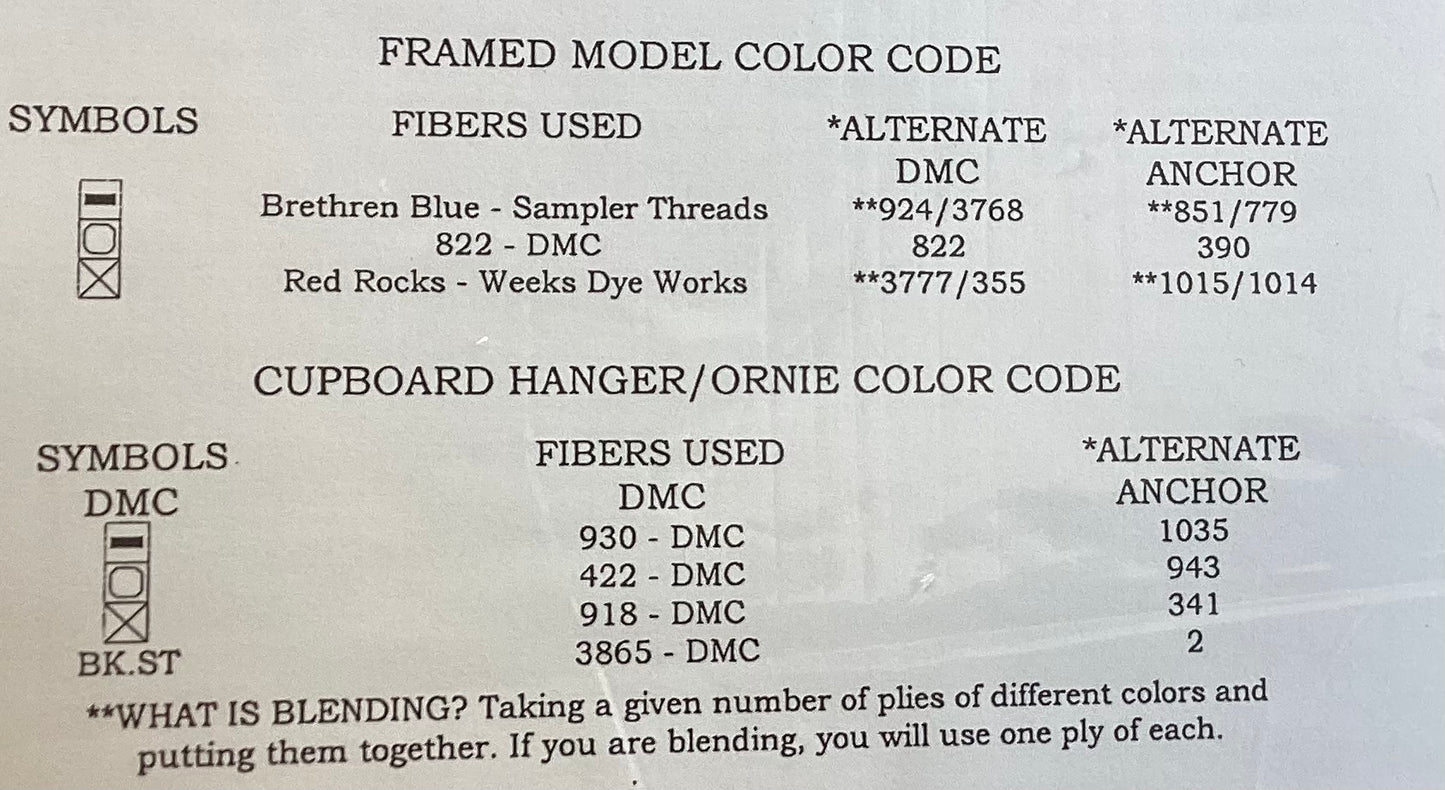 FRAMED MODEL COLOR CODE
SYMBOLS FIBERS USED *ALTERNATE *ALTERNATE
DMC ANCHOR
Brethren Blue - Sampler Threads **924/3768 **851/779
822 - DMC 822 390
Red Rocks - Weeks Dye Works **3777/355 **1015/1014
CUPBOARD HANGER/ORNIE COLOR CODE
SYMBOLS FIBERS USED *ALTERNATE
DMC DMC ANCHOR
930 - DMC 1035
422 - DMC 943
918 - DMC 341
BK.ST 3865 - DMC 2
**WHAT IS BLENDING? Taking a given number of plies of different colors and
putting them together. If you are blending, you will use one ply of each.